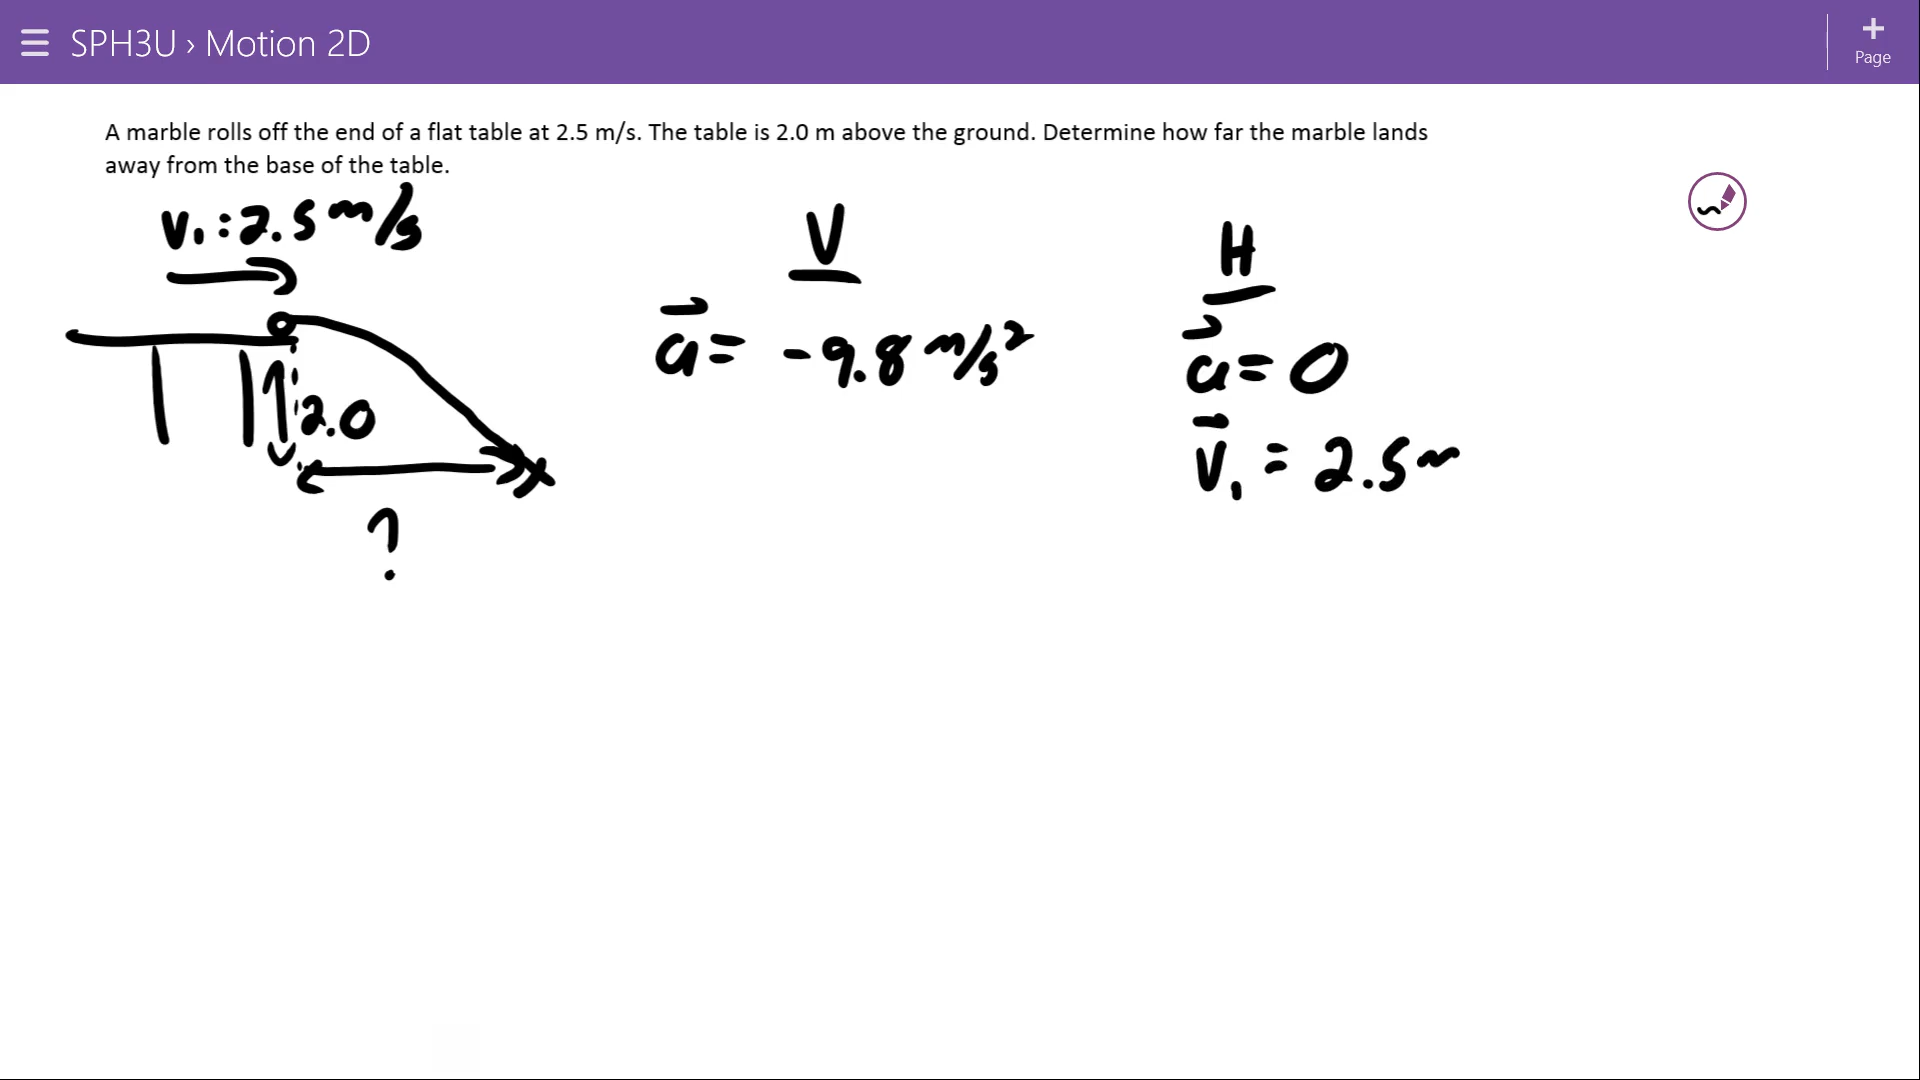 SPH3U › Motion 2D
+
Page
A marble rolls off the end of a flat table at 2.5 m/s. The table is 2.0 m above the ground. Determine how far the marble lands
away from the base of the table.
v₁ = 2.5 m/s
2.0
?
V
a⃗ = -9.8 m/s²
H
a⃗ = 0
v⃗₁ = 2.5 m